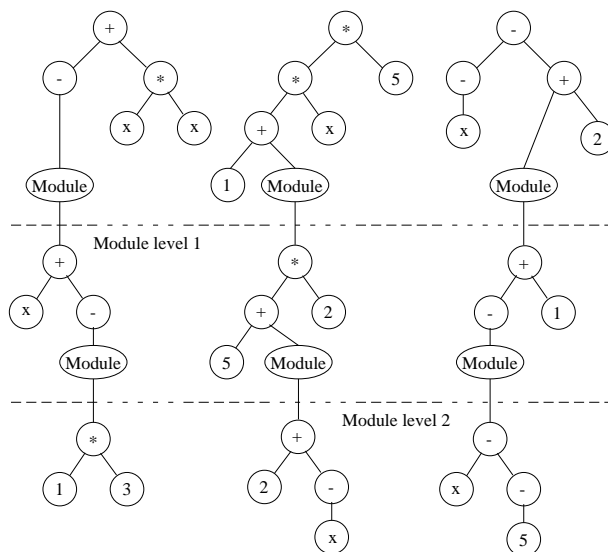 + * -
- * * 5 - +
x x + x x 2
Module 1 Module Module
Module level 1
+ * +
x - + 2 - 1
Module 5 Module Module
Module level 2
* + -
1 3 2 - x -
x 5